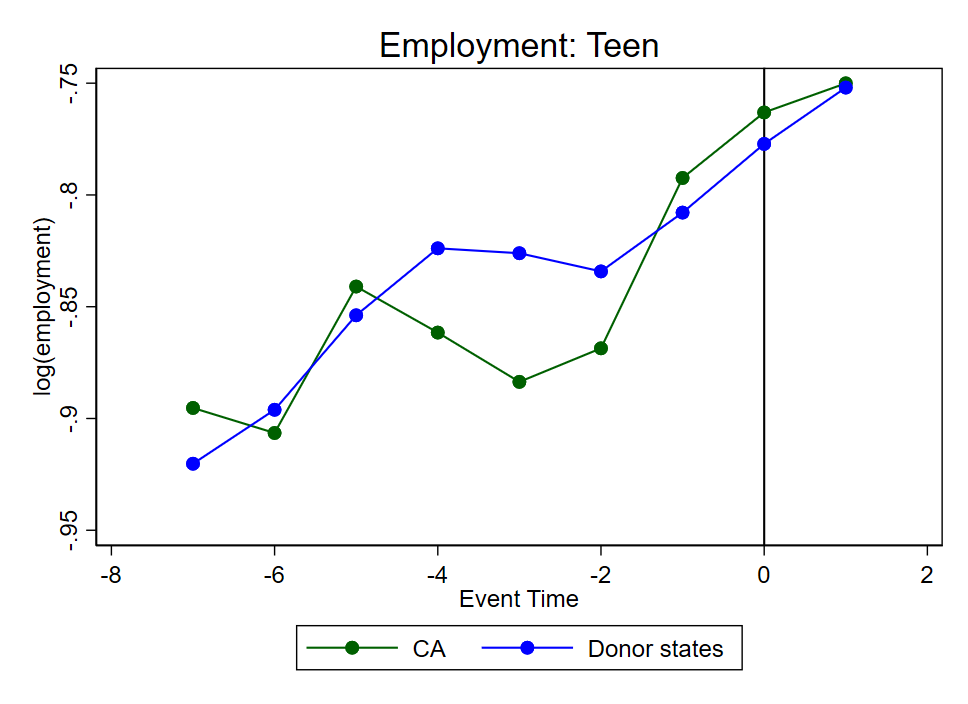 Employment: Teen
log(employment)
-.75
-.8
-.85
-.9
-.95
-8 -6 -4 -2 0 2
Event Time
CA Donor states